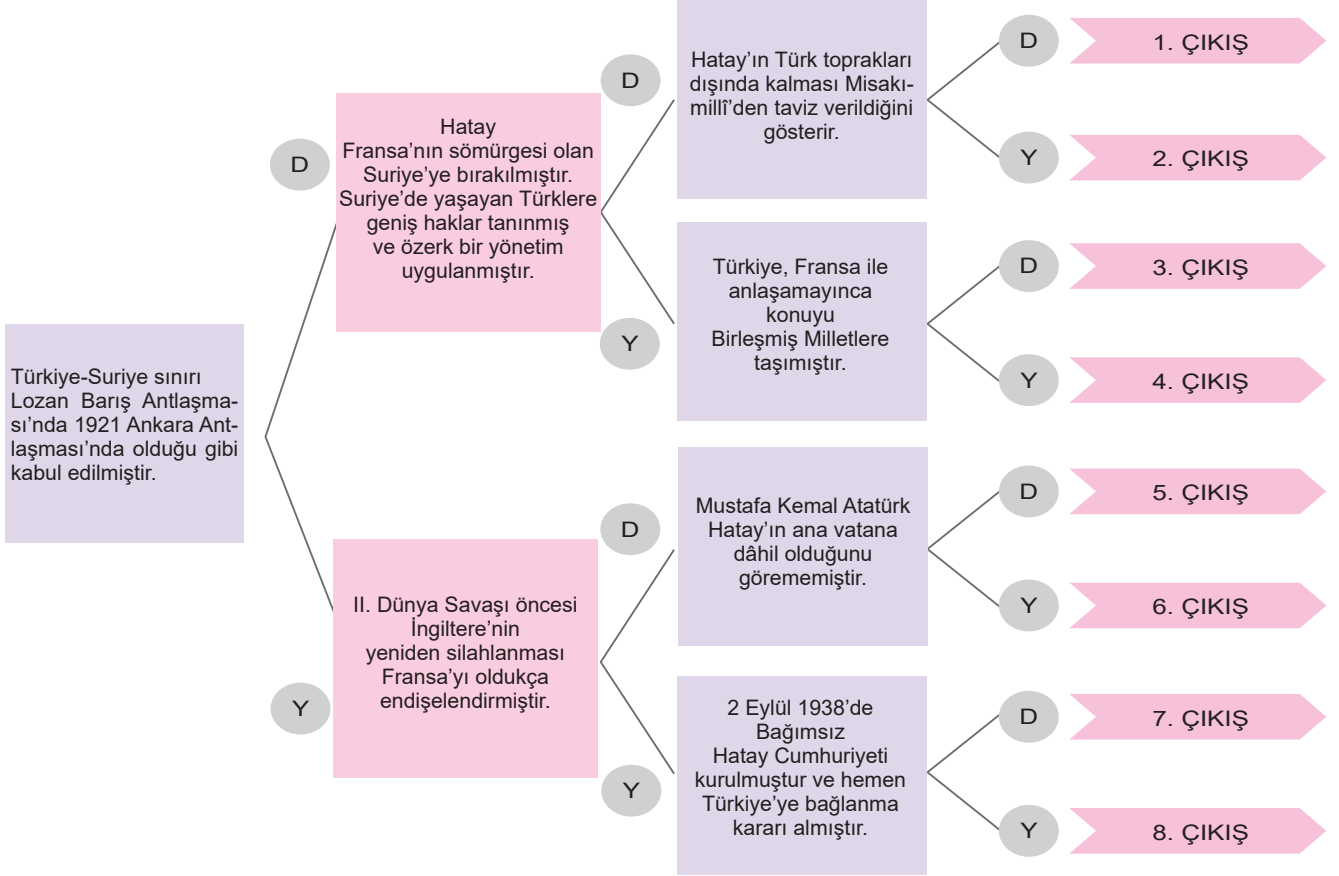 Türkiye-Suriye sınırı
Lozan Barış Antlaşma-
sı’nda 1921 Ankara Ant-
laşması’nda olduğu gibi
kabul edilmiştir.
D
Hatay
Fransa’nın sömürgesi olan
Suriye’ye bırakılmıştır.
Suriye’de yaşayan Türklere
geniş haklar tanınmış
ve özerk bir yönetim
uygulanmıştır.
Y
II. Dünya Savaşı öncesi
İngiltere’nin
yeniden silahlanması
Fransa’yı oldukça
endişelendirmiştir.
D
Hatay’ın Türk toprakları
dışında kalması Misakı-
millî’den taviz verildiğini
gösterir.
Y
Türkiye, Fransa ile
anlaşamayınca
konuyu
Birleşmiş Milletlere
taşımıştır.
D
Mustafa Kemal Atatürk
Hatay’ın ana vatana
dâhil olduğunu
görememiştir.
Y
2 Eylül 1938’de
Bağımsız
Hatay Cumhuriyeti
kurulmuştur ve hemen
Türkiye’ye bağlanma
kararı almıştır.
D 1. ÇIKIŞ
Y 2. ÇIKIŞ
D 3. ÇIKIŞ
Y 4. ÇIKIŞ
D 5. ÇIKIŞ
Y 6. ÇIKIŞ
D 7. ÇIKIŞ
Y 8. ÇIKIŞ